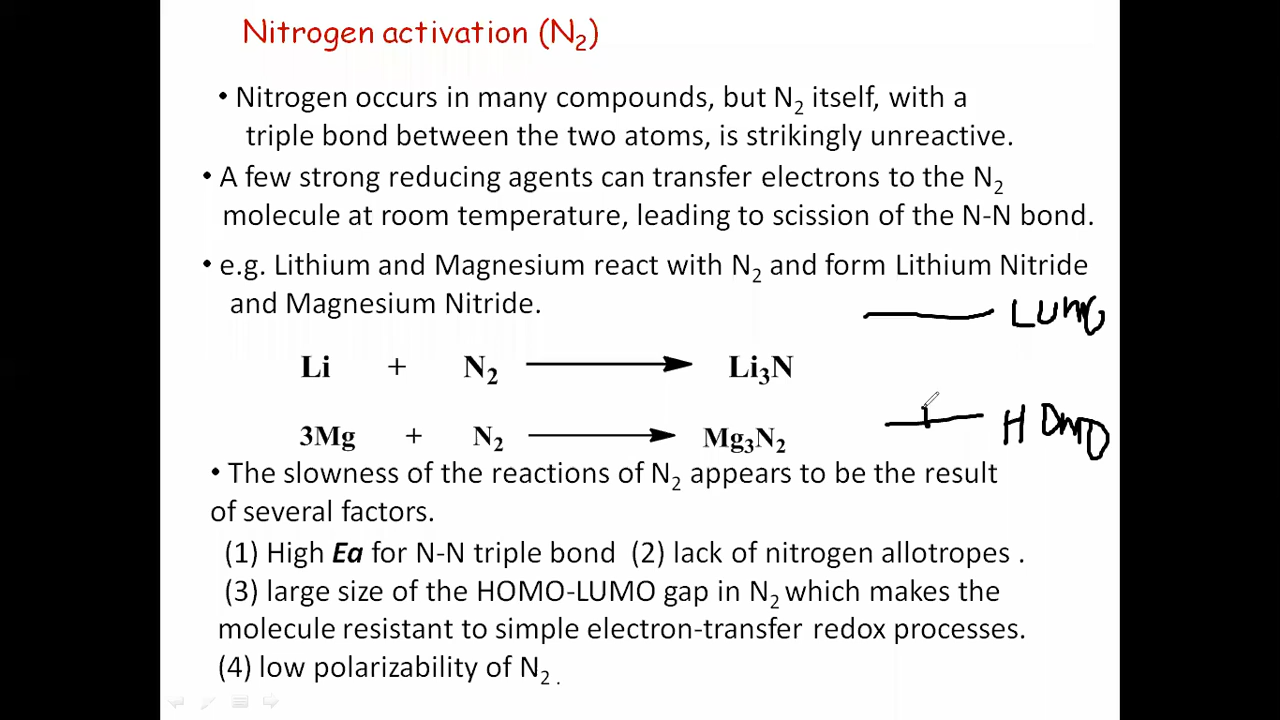 Nitrogen activation (N₂)
• Nitrogen occurs in many compounds, but N₂ itself, with a
triple bond between the two atoms, is strikingly unreactive.
• A few strong reducing agents can transfer electrons to the N₂
molecule at room temperature, leading to scission of the N-N bond.
• e.g. Lithium and Magnesium react with N₂ and form Lithium Nitride
and Magnesium Nitride.
LUMO
Li + N₂ ⟶ Li₃N
3Mg + N₂ ⟶ Mg₃N₂
HOMO
• The slowness of the reactions of N₂ appears to be the result
of several factors.
(1) High Ea for N-N triple bond (2) lack of nitrogen allotropes .
(3) large size of the HOMO-LUMO gap in N₂ which makes the
molecule resistant to simple electron-transfer redox processes.
(4) low polarizability of N₂ .